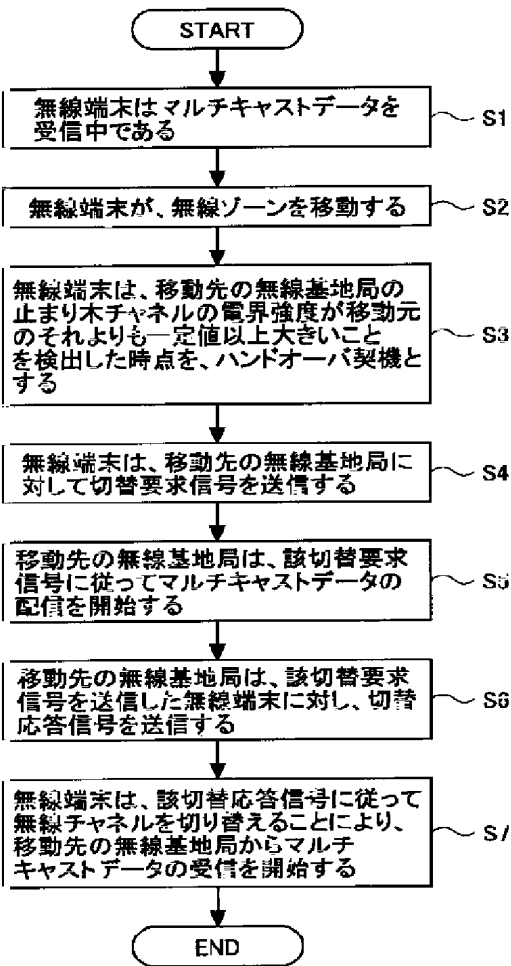 START
無線端末はマルチキャストデータを
受信中である
S1
無線端末が、無線ゾーンを移動する
S2
無線端末は、移動先の無線基地局の
止まり木チャネルの電界強度が移動元
のそれよりも一定値以上大きいこと
を検出した時点を、ハンドオーバ契機と
する
S3
無線端末は、移動先の無線基地局に
対して切替要求信号を送信する
S4
移動先の無線基地局は、該切替要求
信号に従ってマルチキャストデータの
配信を開始する
S5
移動先の無線基地局は、該切替要求
信号を送信した無線端末に対し、切替
応答信号を送信する
S6
無線端末は、該切替応答信号に従って
無線チャネルを切り替えることにより、
移動先の無線基地局からマルチ
キャストデータの受信を開始する
S7
END